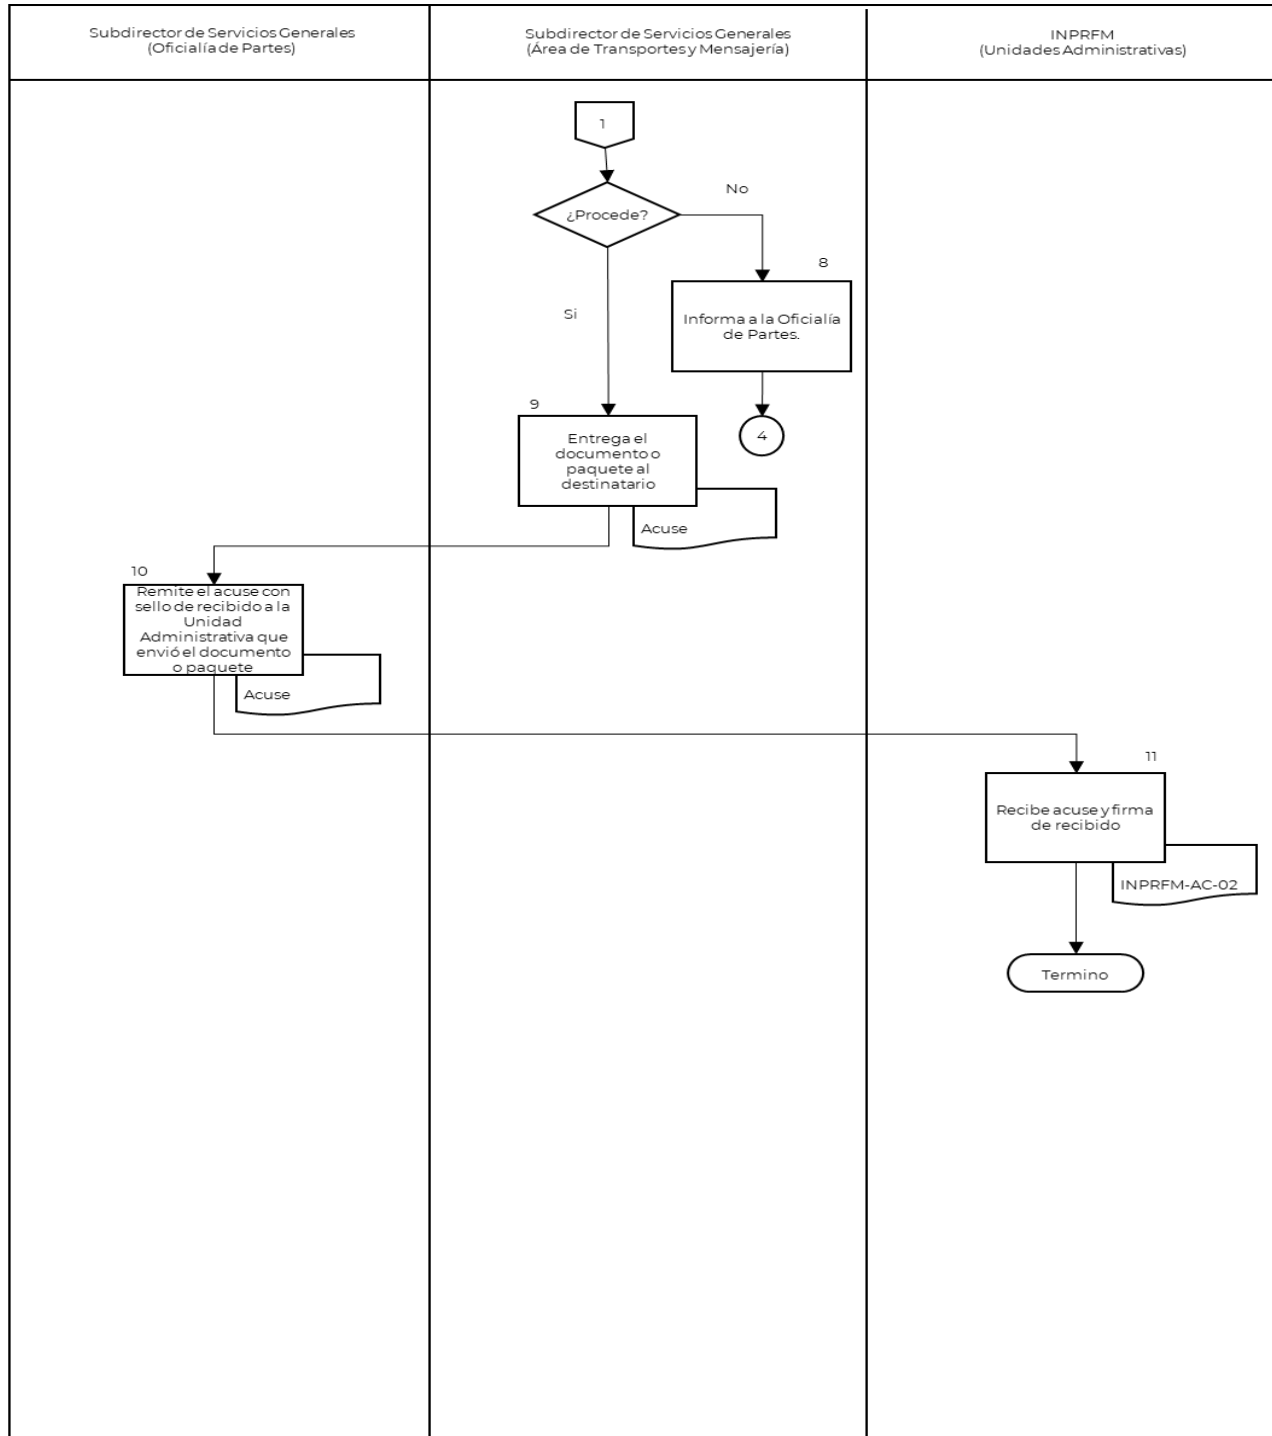 Subdirector de Servicios Generales
(Oficialía de Partes)
Subdirector de Servicios Generales
(Área de Transportes y Mensajería)
INPRFM
(Unidades Administrativas)
1
¿Procede?
No
Si
8
Informa a la Oficialía
de Partes.
4
9
Entrega el
documento o
paquete al
destinatario
Acuse
10
Remite el acuse con
sello de recibido a la
Unidad
Administrativa que
envió el documento
o paquete
Acuse
11
Recibe acuse y firma
de recibido
INPRFM-AC-02
Termino